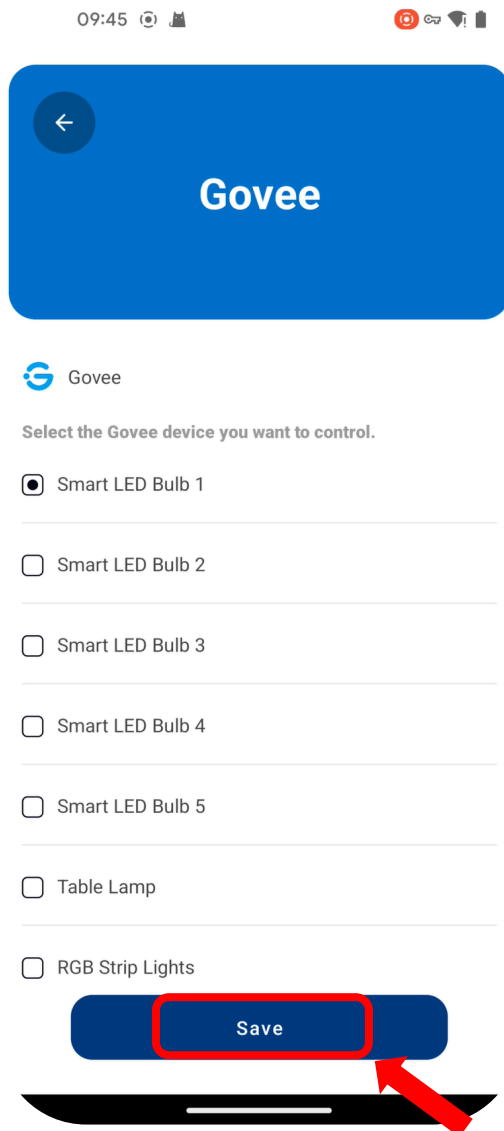 09:45
Govee
Govee
Select the Govee device you want to control.
Smart LED Bulb 1
Smart LED Bulb 2
Smart LED Bulb 3
Smart LED Bulb 4
Smart LED Bulb 5
Table Lamp
RGB Strip Lights
Save